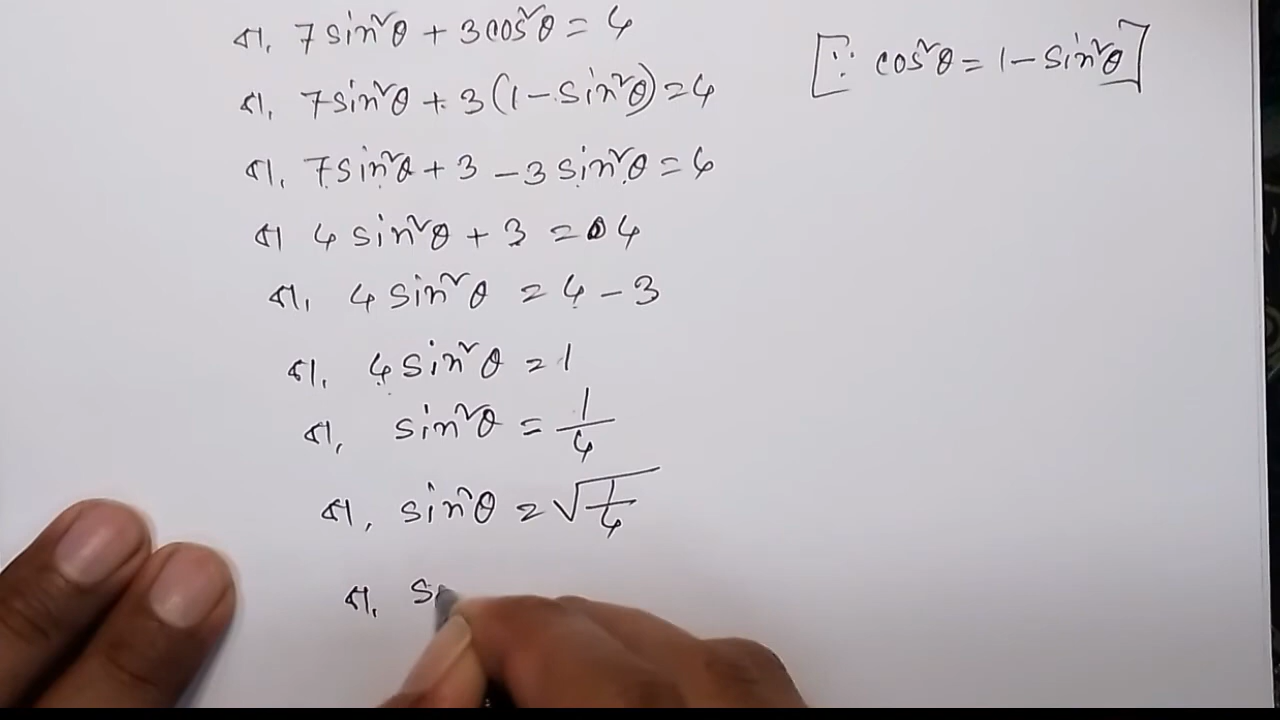 বা, 7sin²θ + 3cos²θ = 4
[∵ cos²θ = 1 - sin²θ]
বা, 7sin²θ + 3(1 - sin²θ) = 4
বা, 7sin²θ + 3 - 3sin²θ = 4
বা 4sin²θ + 3 = 4
বা, 4sin²θ = 4 - 3
বা, 4sin²θ = 1
বা, sin²θ = 1/4
বা, sinθ = √1/4
বা, s